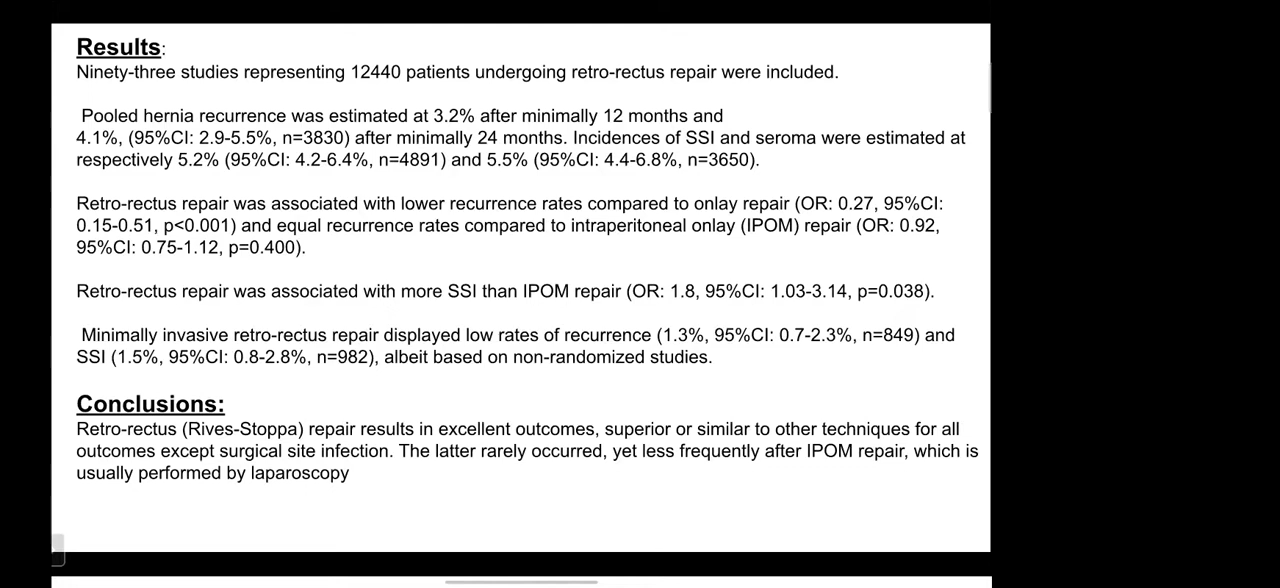 Results:
Ninety-three studies representing 12440 patients undergoing retro-rectus repair were included.
Pooled hernia recurrence was estimated at 3.2% after minimally 12 months and
4.1%, (95%CI: 2.9-5.5%, n=3830) after minimally 24 months. Incidences of SSI and seroma were estimated at
respectively 5.2% (95%CI: 4.2-6.4%, n=4891) and 5.5% (95%CI: 4.4-6.8%, n=3650).
Retro-rectus repair was associated with lower recurrence rates compared to onlay repair (OR: 0.27, 95%CI:
0.15-0.51, p<0.001) and equal recurrence rates compared to intraperitoneal onlay (IPOM) repair (OR: 0.92,
95%CI: 0.75-1.12, p=0.400).
Retro-rectus repair was associated with more SSI than IPOM repair (OR: 1.8, 95%CI: 1.03-3.14, p=0.038).
Minimally invasive retro-rectus repair displayed low rates of recurrence (1.3%, 95%CI: 0.7-2.3%, n=849) and
SSI (1.5%, 95%CI: 0.8-2.8%, n=982), albeit based on non-randomized studies.
Conclusions:
Retro-rectus (Rives-Stoppa) repair results in excellent outcomes, superior or similar to other techniques for all
outcomes except surgical site infection. The latter rarely occurred, yet less frequently after IPOM repair, which is
usually performed by laparoscopy